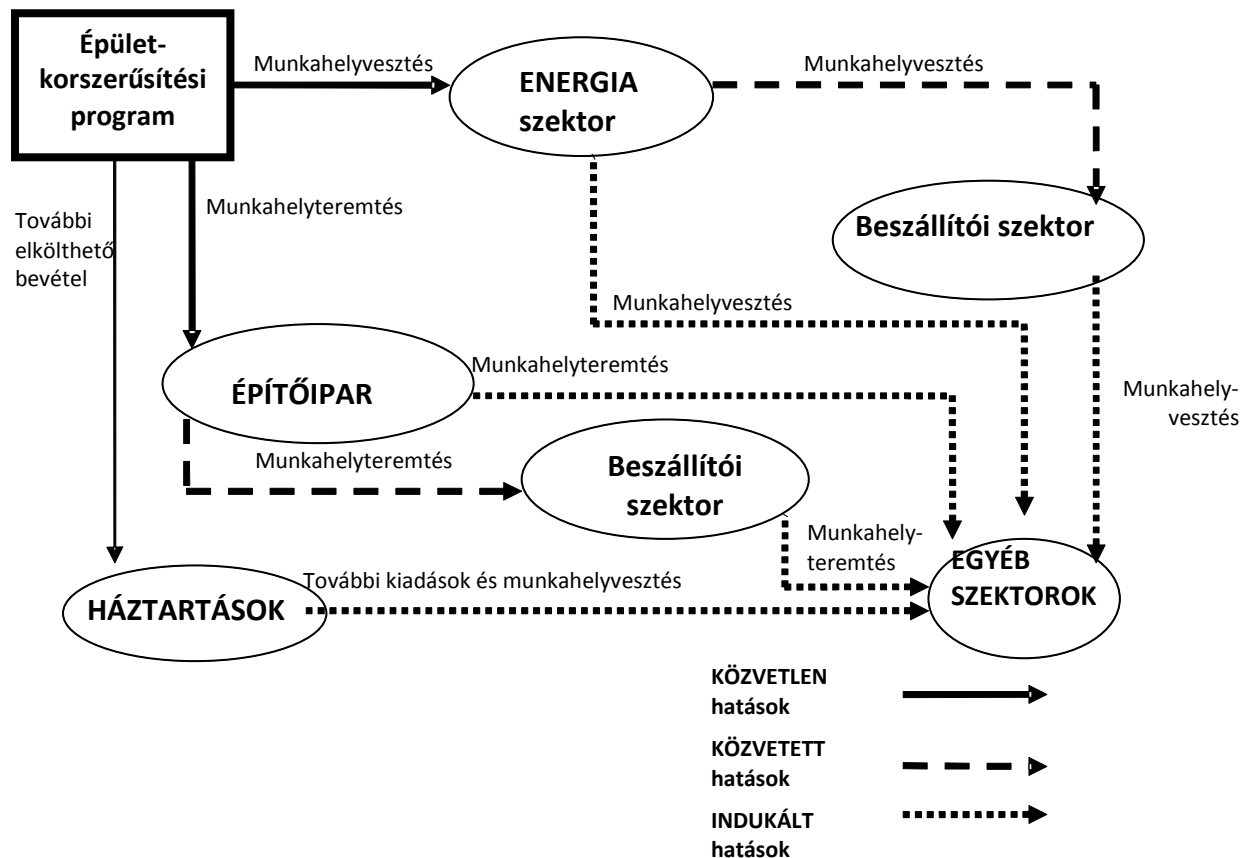 Épület-
korszerűsítési
program
Munkahelyvesztés
ENERGIA
szektor
Munkahelyvesztés
További
elkölthető
bevétel
Munkahelyteremtés
Beszállítói szektor
Munkahelyvesztés
Munkahelyteremtés
ÉPÍTŐIPAR
Munkahely-
vesztés
Munkahelyteremtés
Beszállítói
szektor
Munkahely-
teremtés
EGYÉB
SZEKTOROK
További kiadások és munkahelyvesztés
HÁZTARTÁSOK
KÖZVETLEN
hatások
KÖZVETETT
hatások
INDUKÁLT
hatások